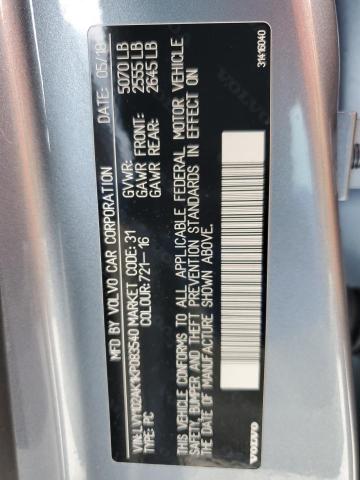 MFD BY VOLVO CAR CORPORATION DATE: 05/18
VIN: LVY102AK1KP083540 MARKET CODE: 31 GVWR: 5070 LB
TYPE: PC COLOUR: 721-16 GAWR FRONT: 2555 LB
GAWR REAR: 2645 LB
THIS VEHICLE CONFORMS TO ALL APPLICABLE FEDERAL MOTOR VEHICLE
SAFETY, BUMPER AND THEFT PREVENTION STANDARDS IN EFFECT ON
THE DATE OF MANUFACTURE SHOWN ABOVE.
VOLVO
31416040